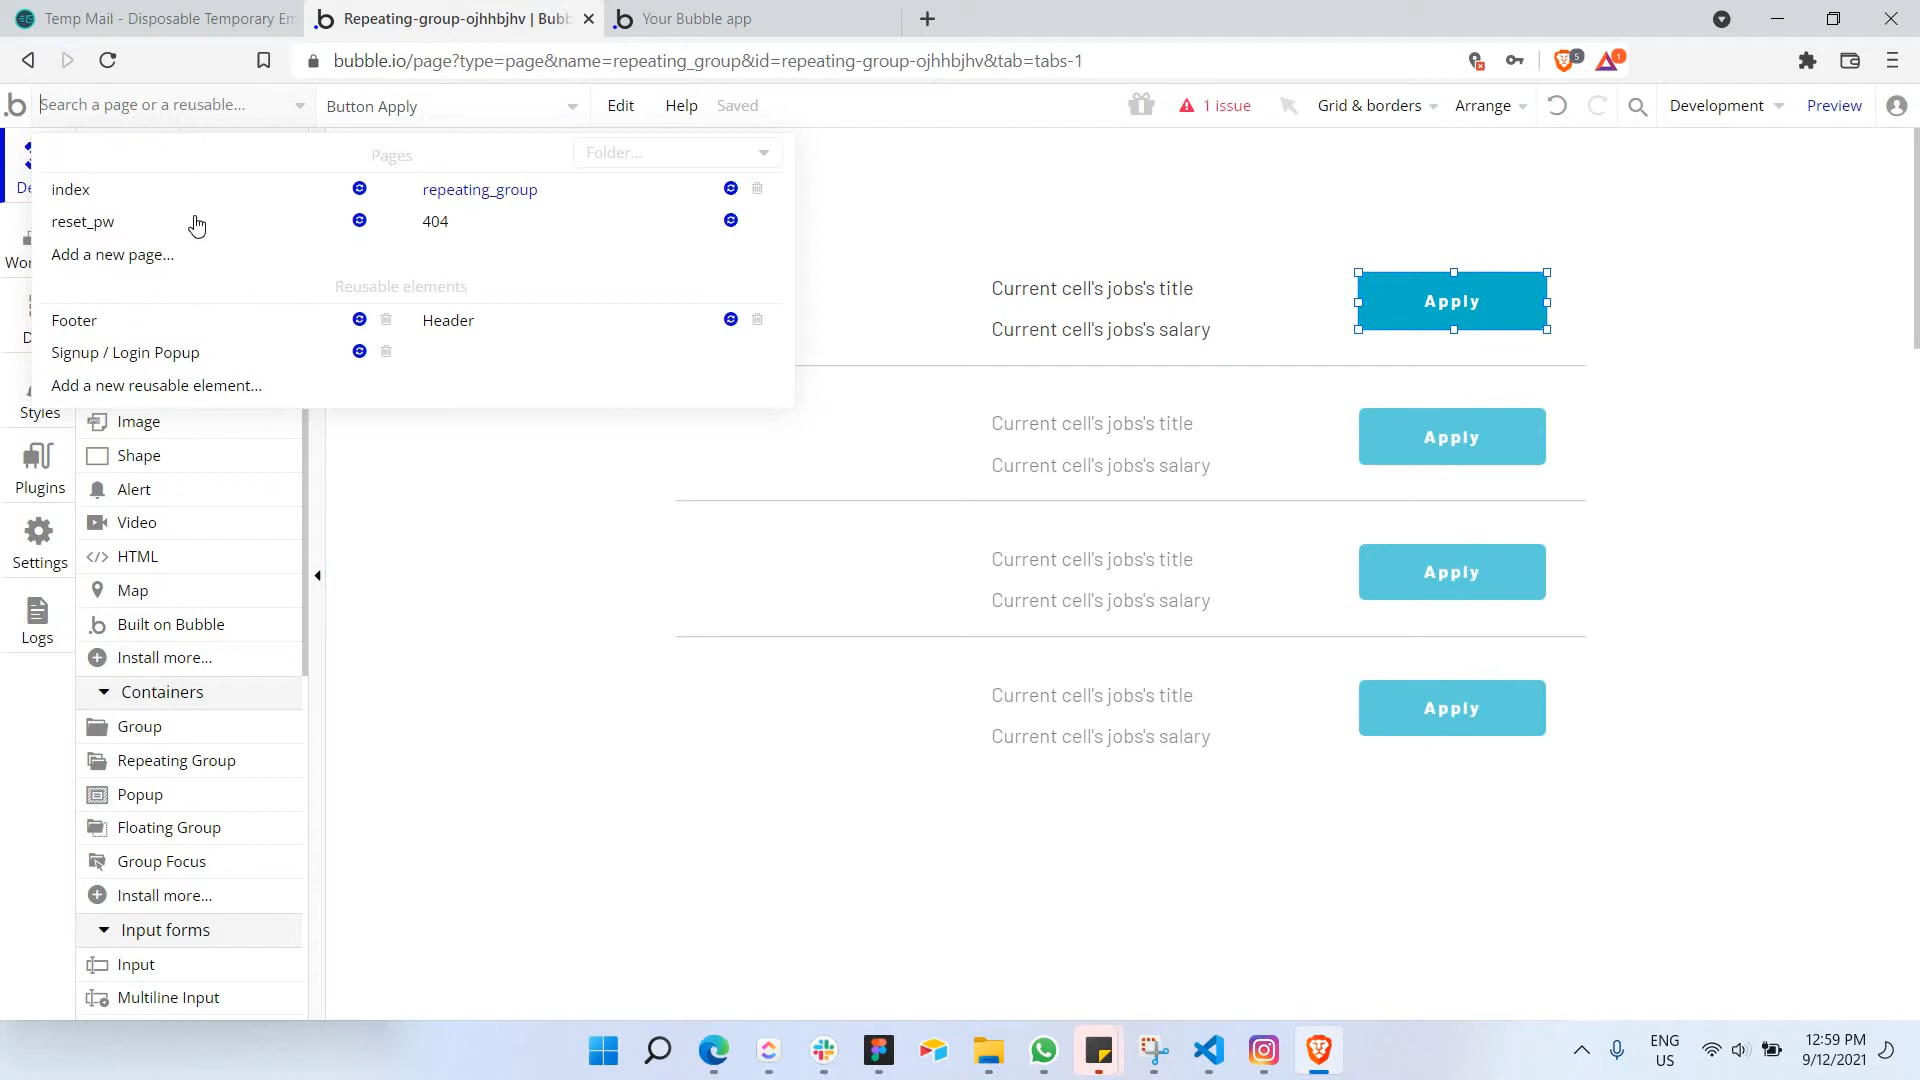 Temp Mail - Disposable Temporary Em
Repeating-group-ojhhbjhv | Bubb
Your Bubble app
bubble.io/page?type=page&name=repeating_group&id=repeating-group-ojhhbjhv&tab=tabs-1
5
1
Search a page or a reusable...
Button Apply
Edit
Help
Saved
1 issue
Grid & borders
Arrange
Development
Preview
Pages
Folder...
index
repeating_group
reset_pw
404
Add a new page...
Reusable elements
Footer
Header
Signup / Login Popup
Add a new reusable element...
De
Wor
D
Styles
Plugins
Settings
Logs
Image
Shape
Alert
Video
</> HTML
Map
Built on Bubble
Install more...
Containers
Group
Repeating Group
Popup
Floating Group
Group Focus
Install more...
Input forms
Input
Multiline Input
Current cell's jobs's title
Current cell's jobs's salary
Apply
Current cell's jobs's title
Current cell's jobs's salary
Apply
Current cell's jobs's title
Current cell's jobs's salary
Apply
Current cell's jobs's title
Current cell's jobs's salary
Apply
ENG
US
12:59 PM
9/12/2021